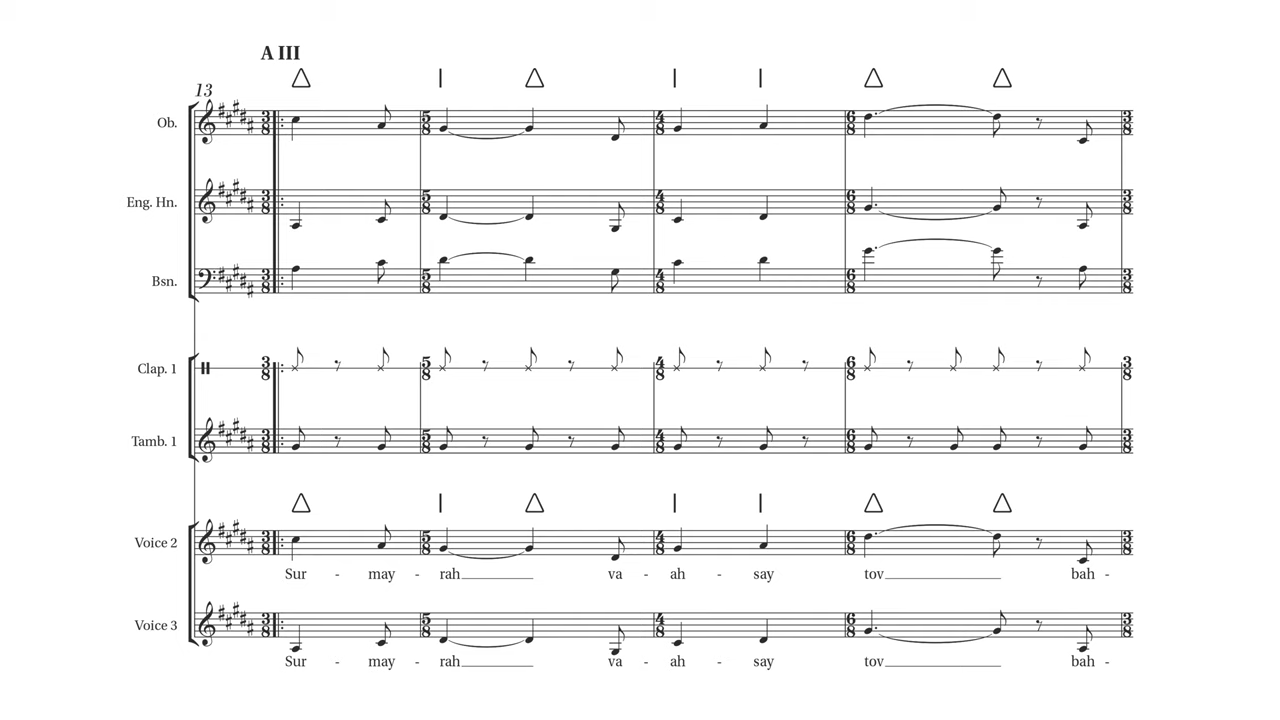 A III
13
Ob.
Eng. Hn.
Bsn.
Clap. 1
Tamb. 1
Voice 2
Sur - may - rah va - ah - say tov bah -
Voice 3
Sur - may - rah va - ah - say tov bah -